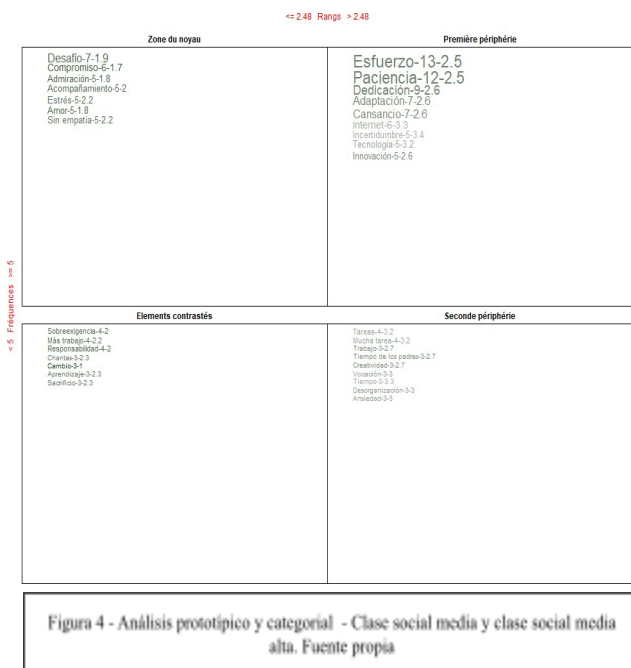 <= 2.48 Rangs > 2.48
Zone du noyau
Desafío-7-1.9
Compromiso-6-1.7
Admiración-5-1.8
Acompañamiento-5-2
Estrés-5-2.2
Amor-5-1.8
Sin empatia-5-2.2
Première périphérie
Esfuerzo-13-2.5
Paciencia-12-2.5
Dedicación-9-2.6
Adaptación-7-2.6
Cansancio-7-2.6
Internet-6-3.3
Incertidumbre-5-3.4
Tecnología-5-3.2
Innovación-5-2.6
< 5 Fréquences >= 5
Elements contrastés
Sobreexigencia-4-2
Más trabajo-4-2.2
Responsabilidad-4-2
Chantas-3-2.3
Cambio-3-1
Aprendizaje-3-2.3
Sacrificio-3-2.3
Seconde périphérie
Tareas-4-3.2
Mucha tarea-4-3.2
Trabajo-3-2.7
Tiempo de los padres-3-2.7
Creatividad-3-2.7
Vocación-3-3
Tiempo-3-3.3
Desorganización-3-3
Ansiedad-3-3
Figura 4 - Análisis prototípico y categorial - Clase social media y clase social media
alta. Fuente propia